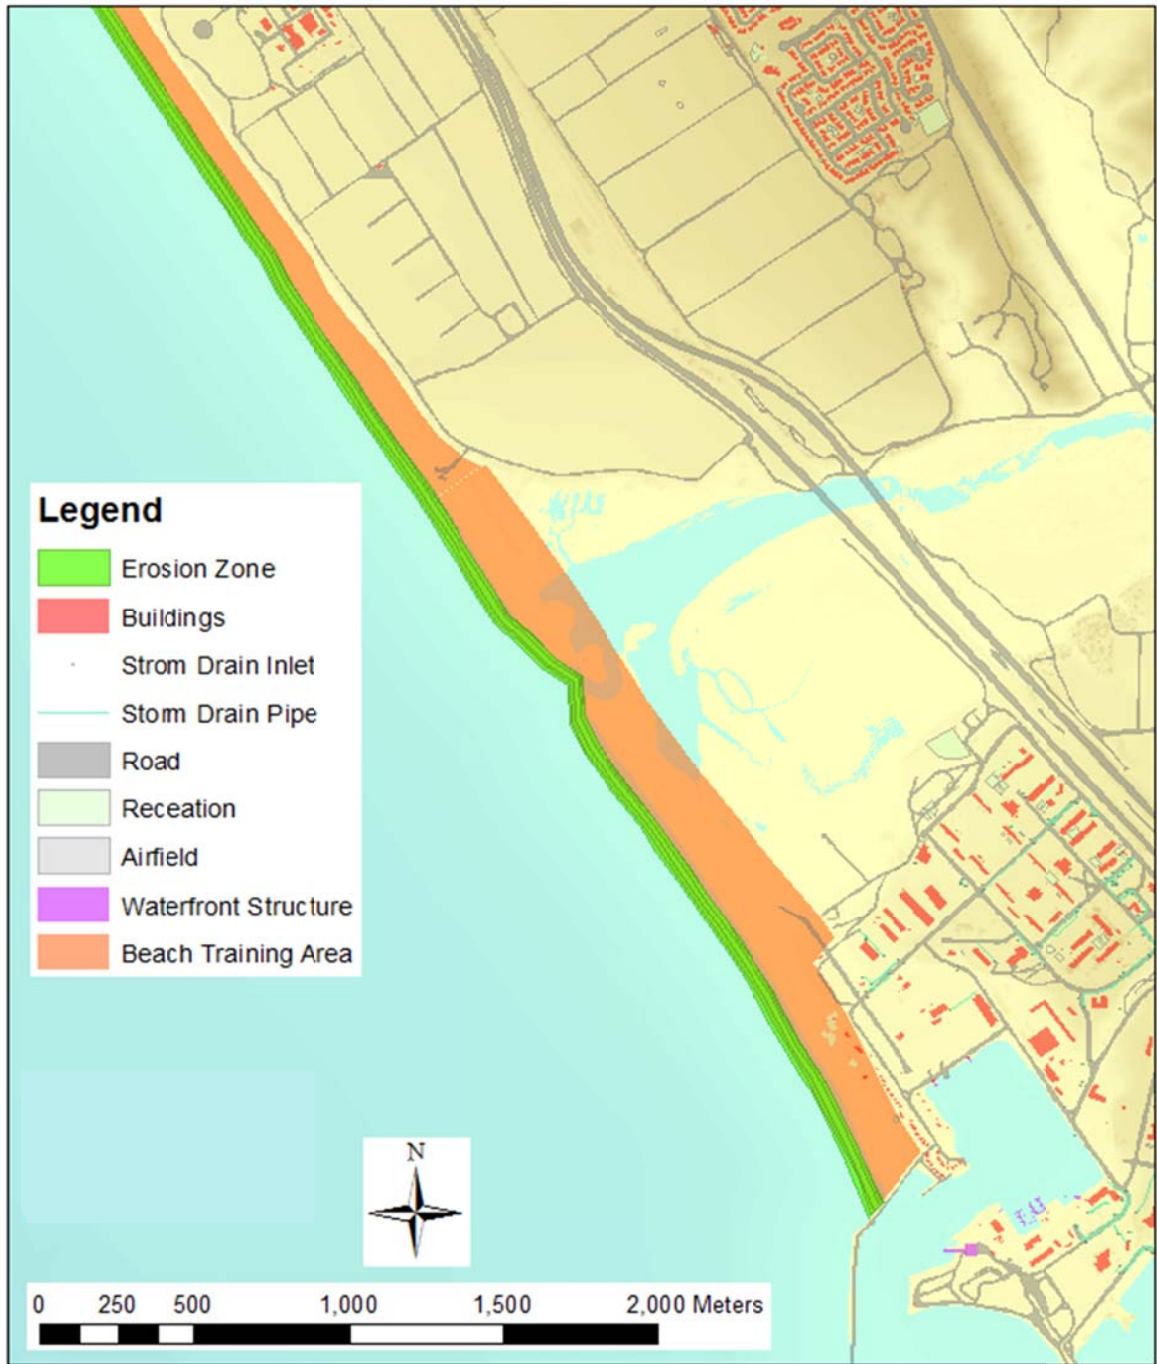 Legend
Erosion Zone
Buildings
Strom Drain Inlet
Storm Drain Pipe
Road
Receation
Airfield
Waterfront Structure
Beach Training Area
N
0 250 500 1,000 1,500 2,000 Meters